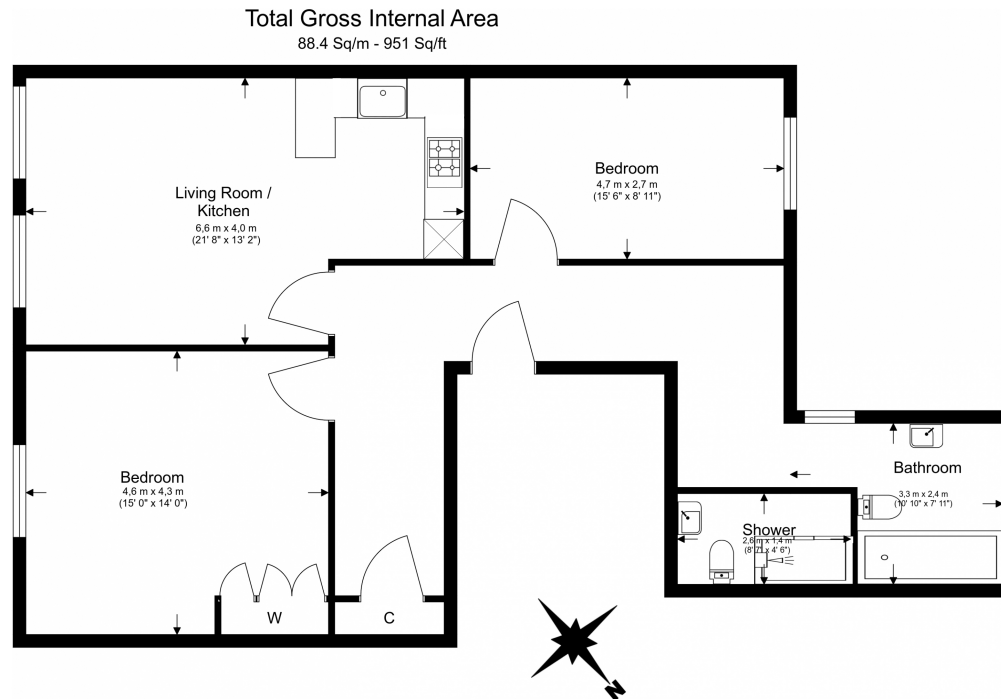 Total Gross Internal Area
88.4 Sq/m - 951 Sq/ft
Living Room /
Kitchen
6,6 m x 4,0 m
(21' 8" x 13' 2")
Bedroom
4,7 m x 2,7 m
(15' 6" x 8' 11")
Bedroom
4,6 m x 4,3 m
(15' 0" x 14' 0")
Bathroom
3,3 m x 2,4 m
(10' 10" x 7' 11")
Shower
2,6 m x 1,4 m
(8' 7" x 4' 6")
W
C
N